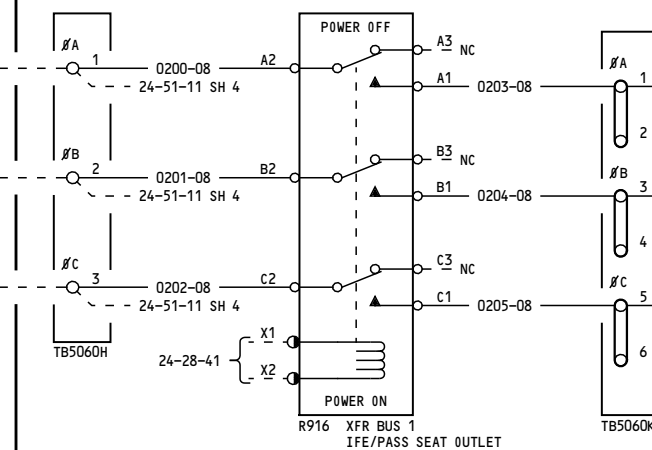 POWER OFF
ØA
1
0200-08
A2
24-51-11 SH 4
A3
NC
A1
0203-08
ØA
1
2
ØB
2
0201-08
B2
24-51-11 SH 4
B3
NC
B1
0204-08
ØB
3
4
ØC
3
0202-08
C2
24-51-11 SH 4
C3
NC
C1
0205-08
ØC
5
6
TB5060H
24-28-41
X1
X2
POWER ON
R916
XFR BUS 1
IFE/PASS SEAT OUTLET
TB5060K